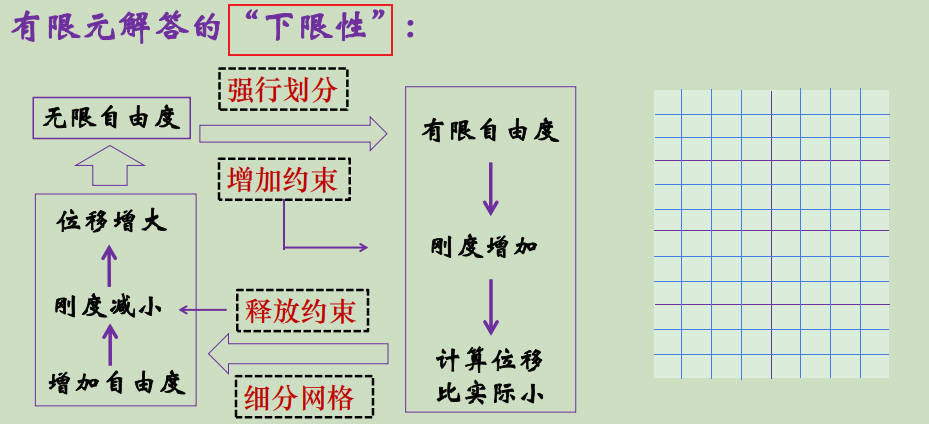 有限元解答的“下限性”：
强行划分
无限自由度
有限自由度
增加约束
位移增大
刚度增加
刚度减小
释放约束
计算位移
比实际小
增加自由度
细分网格